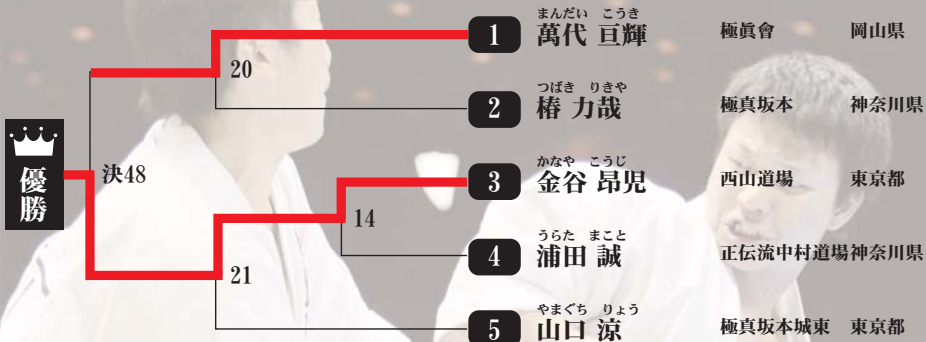 まんだい こうき
1 萬代 亘輝 極眞會 岡山県
20
つばき りきや
2 椿 力哉 極真坂本 神奈川県
優勝
決48
かなや こうじ
3 金谷 昂児 西山道場 東京都
14
うらた まこと
4 浦田 誠 正伝流中村道場 神奈川県
21
やまぐち りょう
5 山口 涼 極真坂本城東 東京都